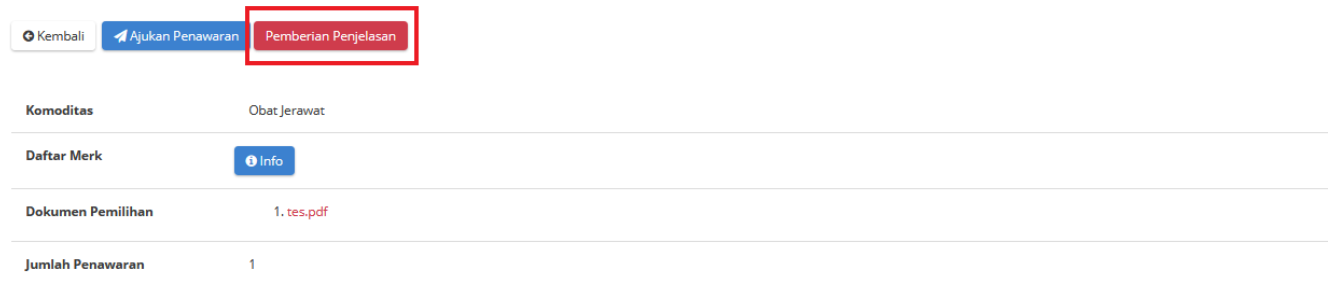 Kembali Ajukan Penawaran Pemberian Penjelasan
Komoditas Obat Jerawat
Daftar Merk Info
Dokumen Pemilihan 1. tes.pdf
Jumlah Penawaran 1